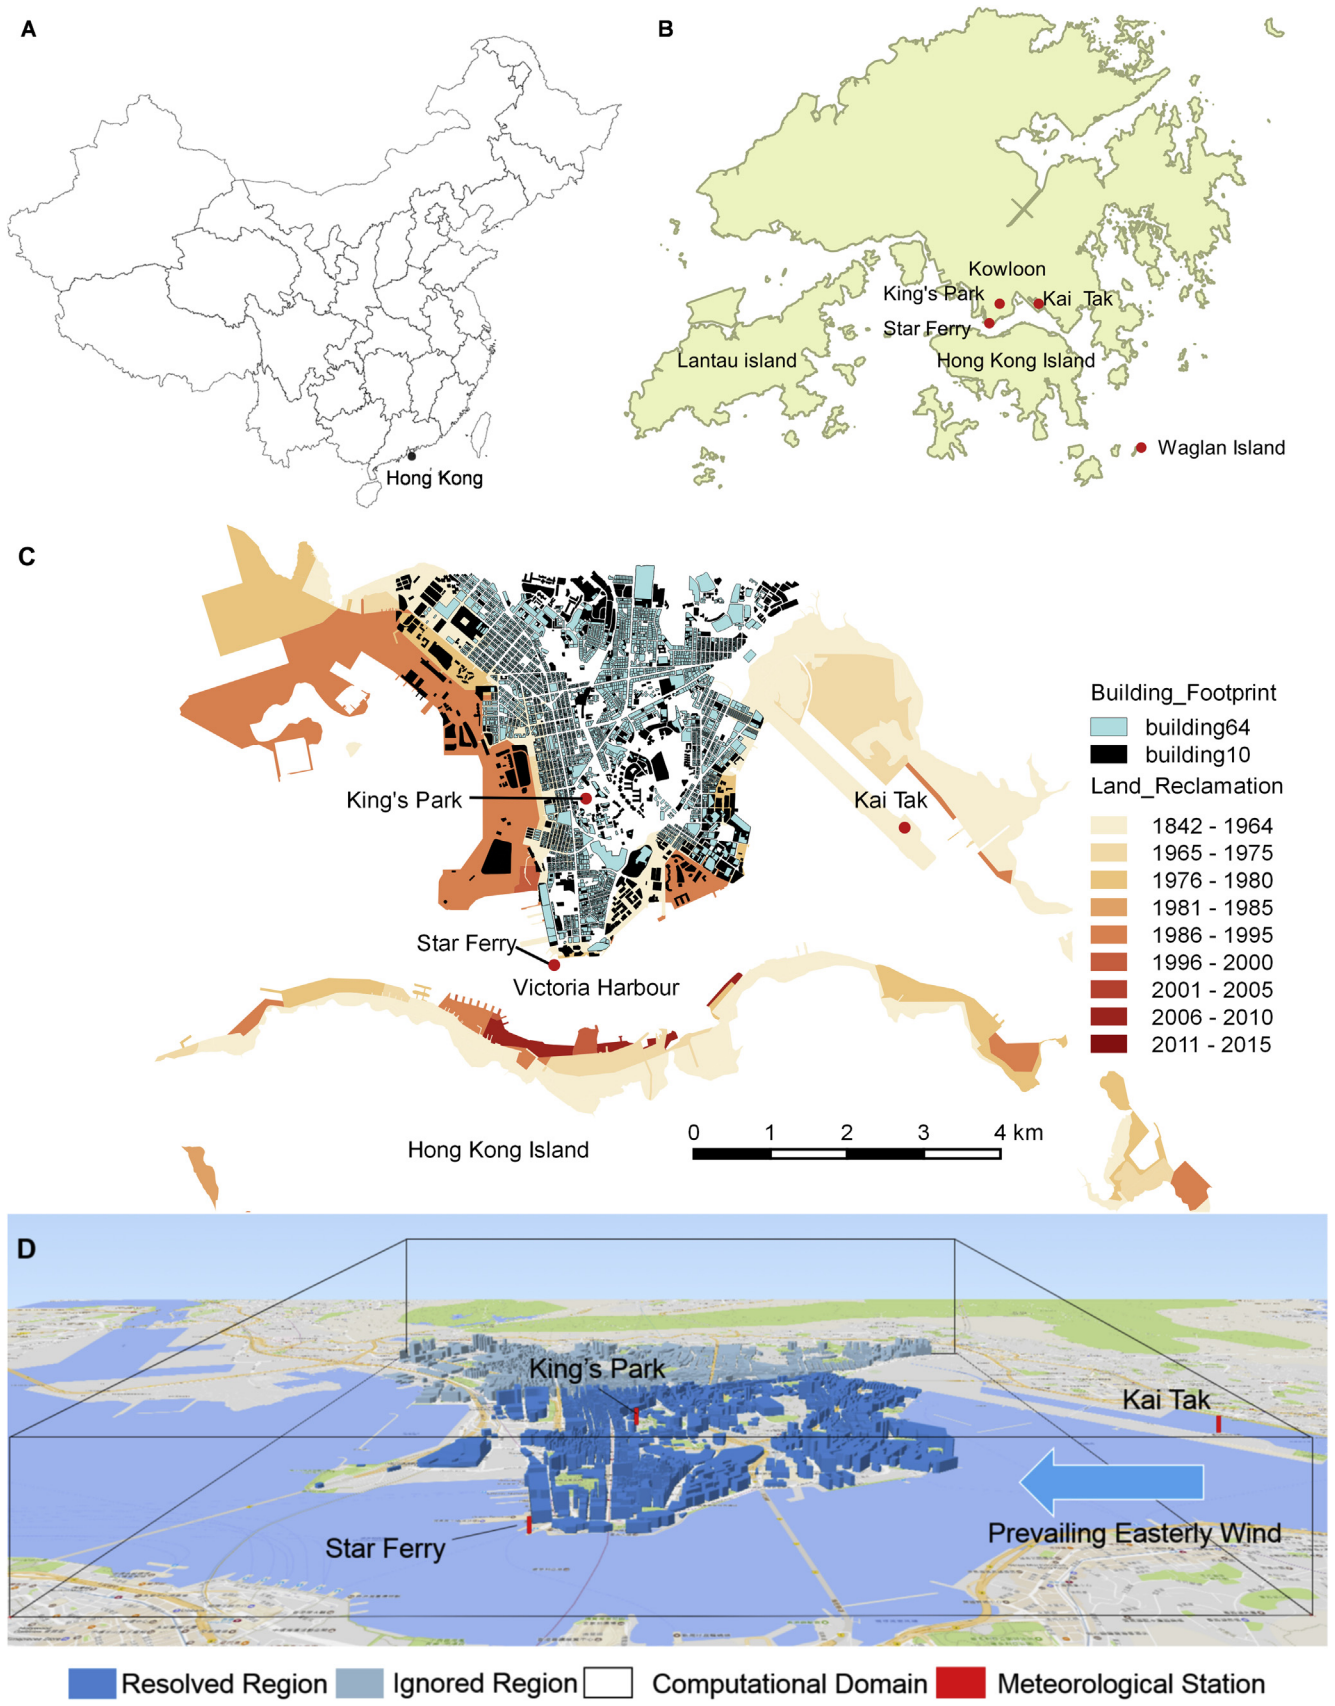 A
Hong Kong
B
Kowloon
King's Park
Kai Tak
Star Ferry
Lantau island
Hong Kong Island
Waglan Island
C
King's Park
Kai Tak
Star Ferry
Victoria Harbour
Hong Kong Island
0 1 2 3 4 km
Building_Footprint
building64
building10
Land_Reclamation
1842 - 1964
1965 - 1975
1976 - 1980
1981 - 1985
1986 - 1995
1996 - 2000
2001 - 2005
2006 - 2010
2011 - 2015
D
King's Park
Kai Tak
Star Ferry
Prevailing Easterly Wind
Resolved Region
Ignored Region
Computational Domain
Meteorological Station